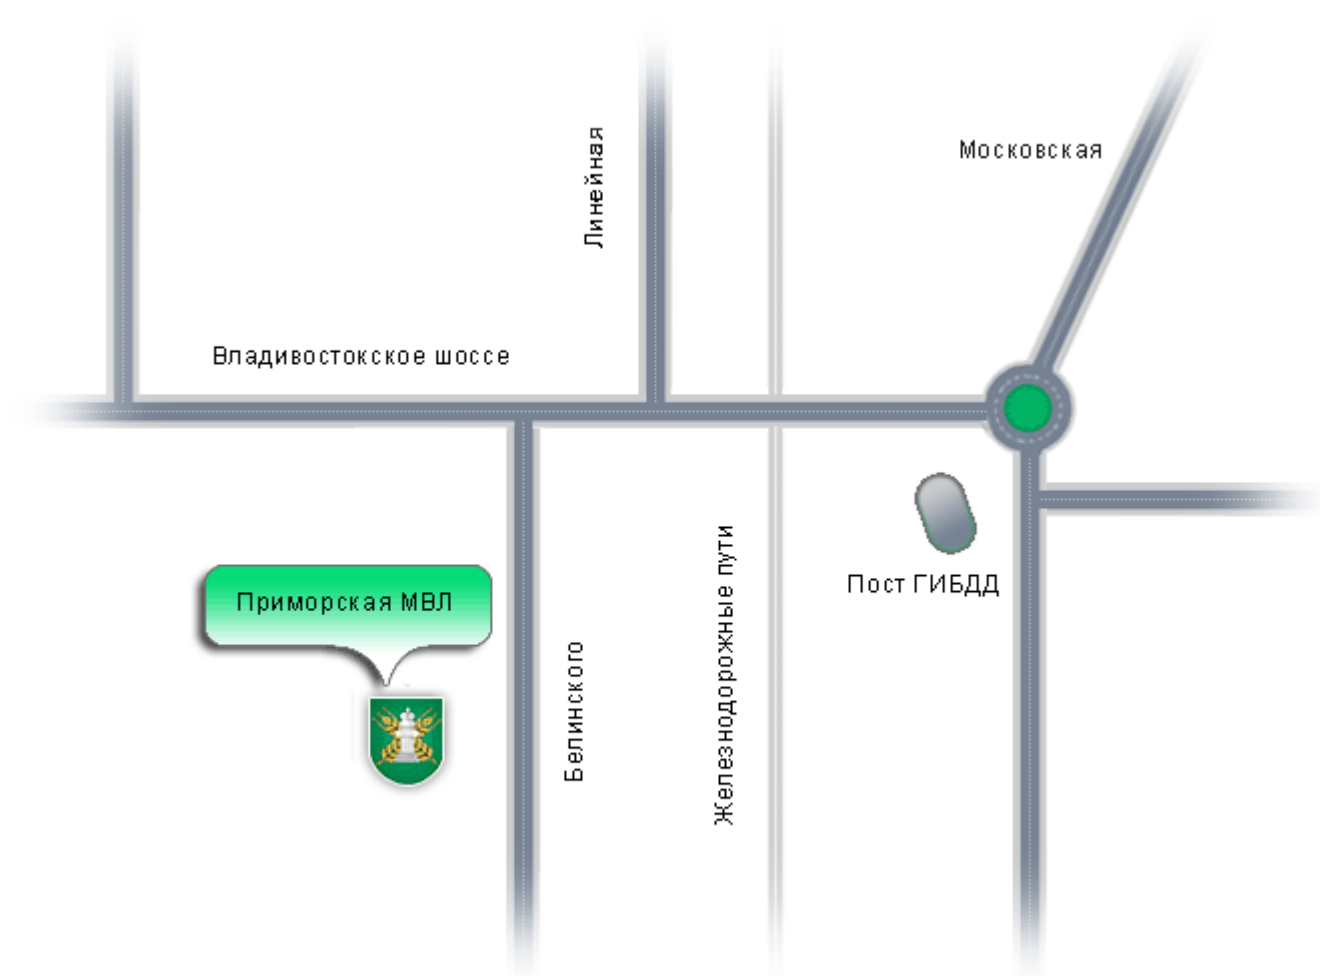 Линейная
Московская
Владивостокское шоссе
Железнодорожные пути
Пост ГИБДД
Приморская МВЛ
Белинского